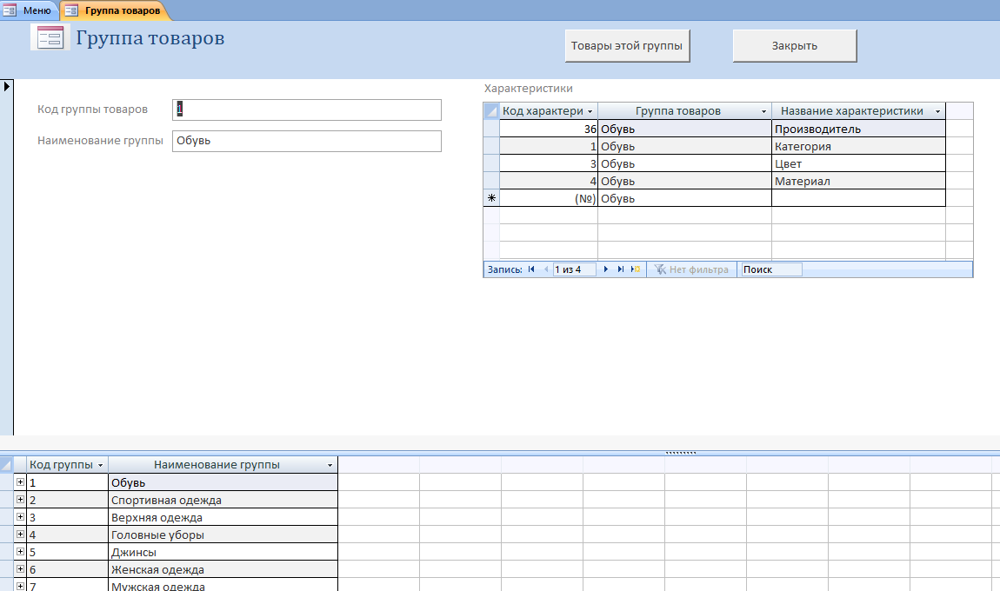 Меню Группа товаров
Группа товаров
Товары этой группы Закрыть
Характеристики
Код группы товаров 1
Наименование группы Обувь
Код характери Группа товаров Название характеристики
36 Обувь Производитель
1 Обувь Категория
3 Обувь Цвет
4 Обувь Материал
(№) Обувь
Запись: 1 из 4 Нет фильтра Поиск
Код группы Наименование группы
1 Обувь
2 Спортивная одежда
3 Верхняя одежда
4 Головные уборы
5 Джинсы
6 Женская одежда
7 Мужская одежда